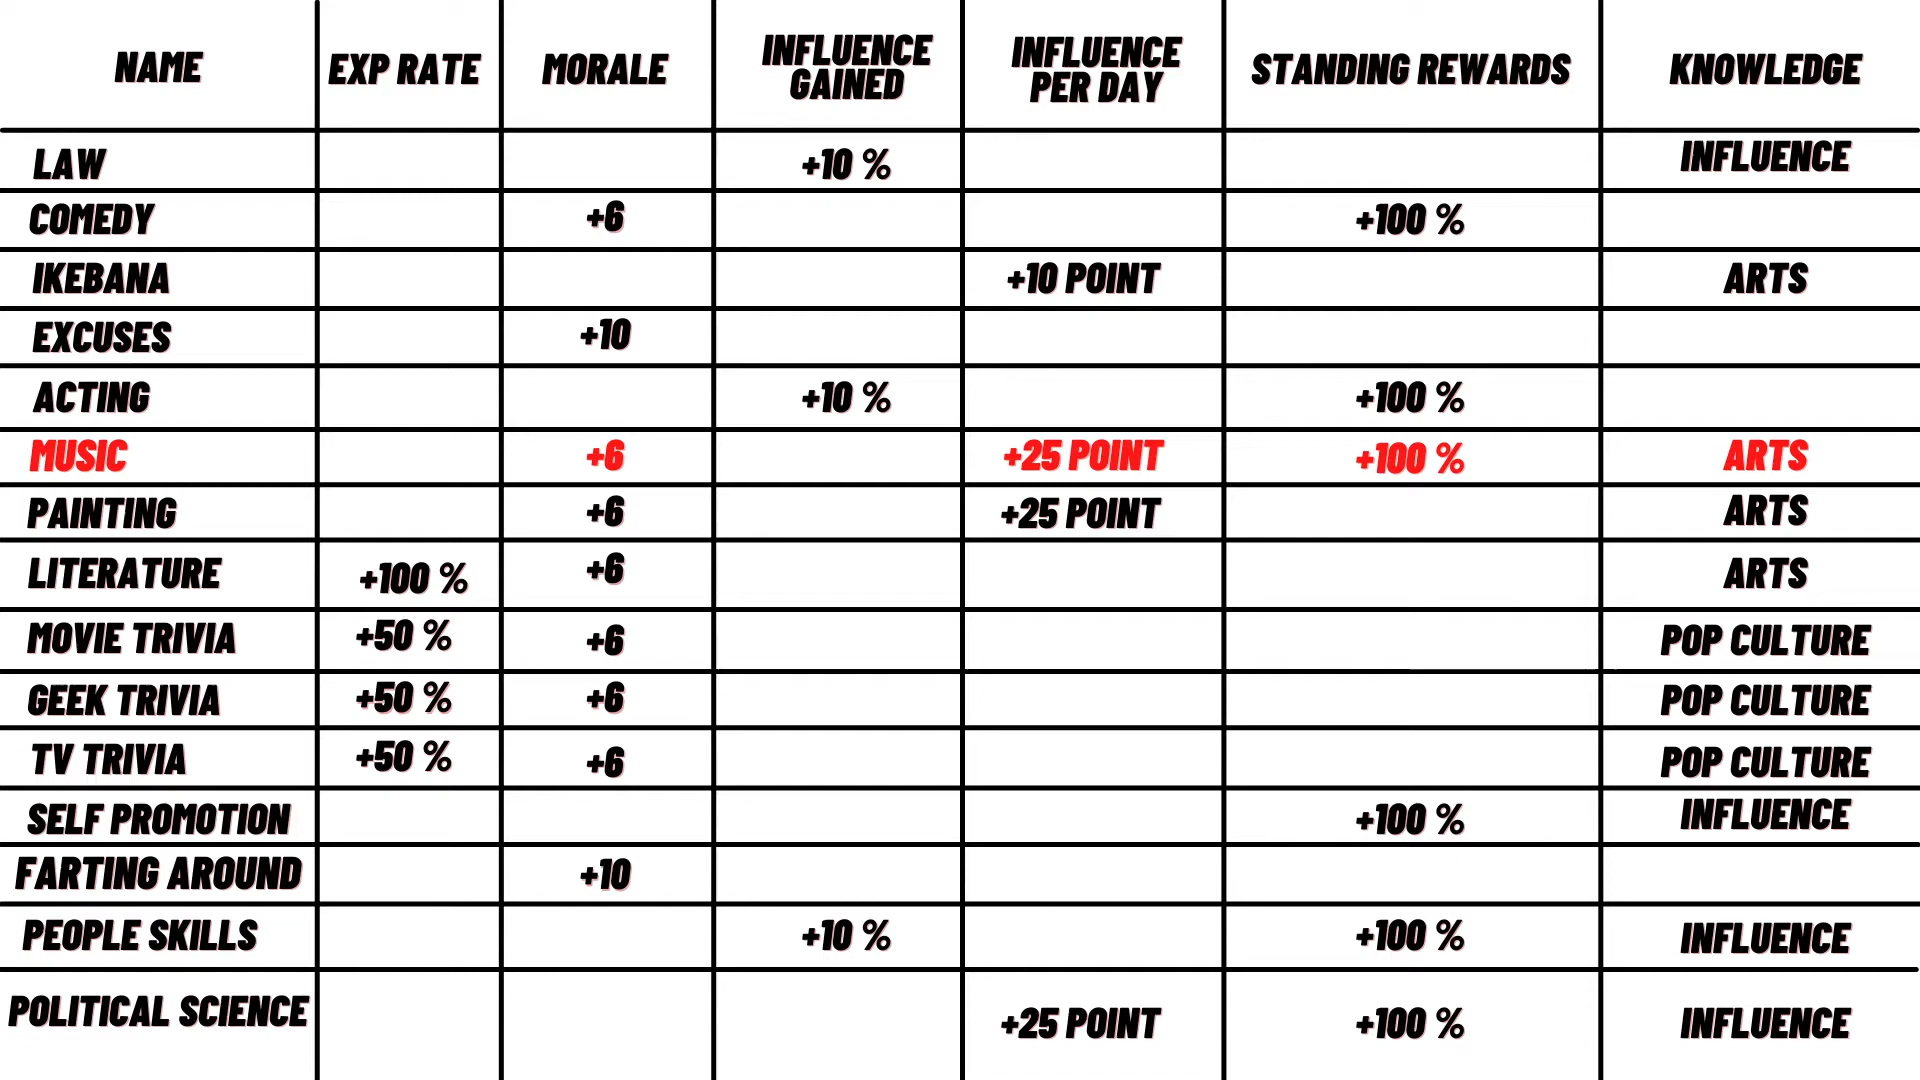 NAME EXP RATE MORALE INFLUENCE GAINED INFLUENCE PER DAY STANDING REWARDS KNOWLEDGE
LAW +10 % INFLUENCE
COMEDY +6 +100 %
IKEBANA +10 POINT ARTS
EXCUSES +10
ACTING +10 % +100 %
MUSIC +6 +25 POINT +100 % ARTS
PAINTING +6 +25 POINT ARTS
LITERATURE +100 % +6 ARTS
MOVIE TRIVIA +50 % +6 POP CULTURE
GEEK TRIVIA +50 % +6 POP CULTURE
TV TRIVIA +50 % +6 POP CULTURE
SELF PROMOTION +100 % INFLUENCE
FARTING AROUND +10
PEOPLE SKILLS +10 % +100 % INFLUENCE
POLITICAL SCIENCE +25 POINT +100 % INFLUENCE